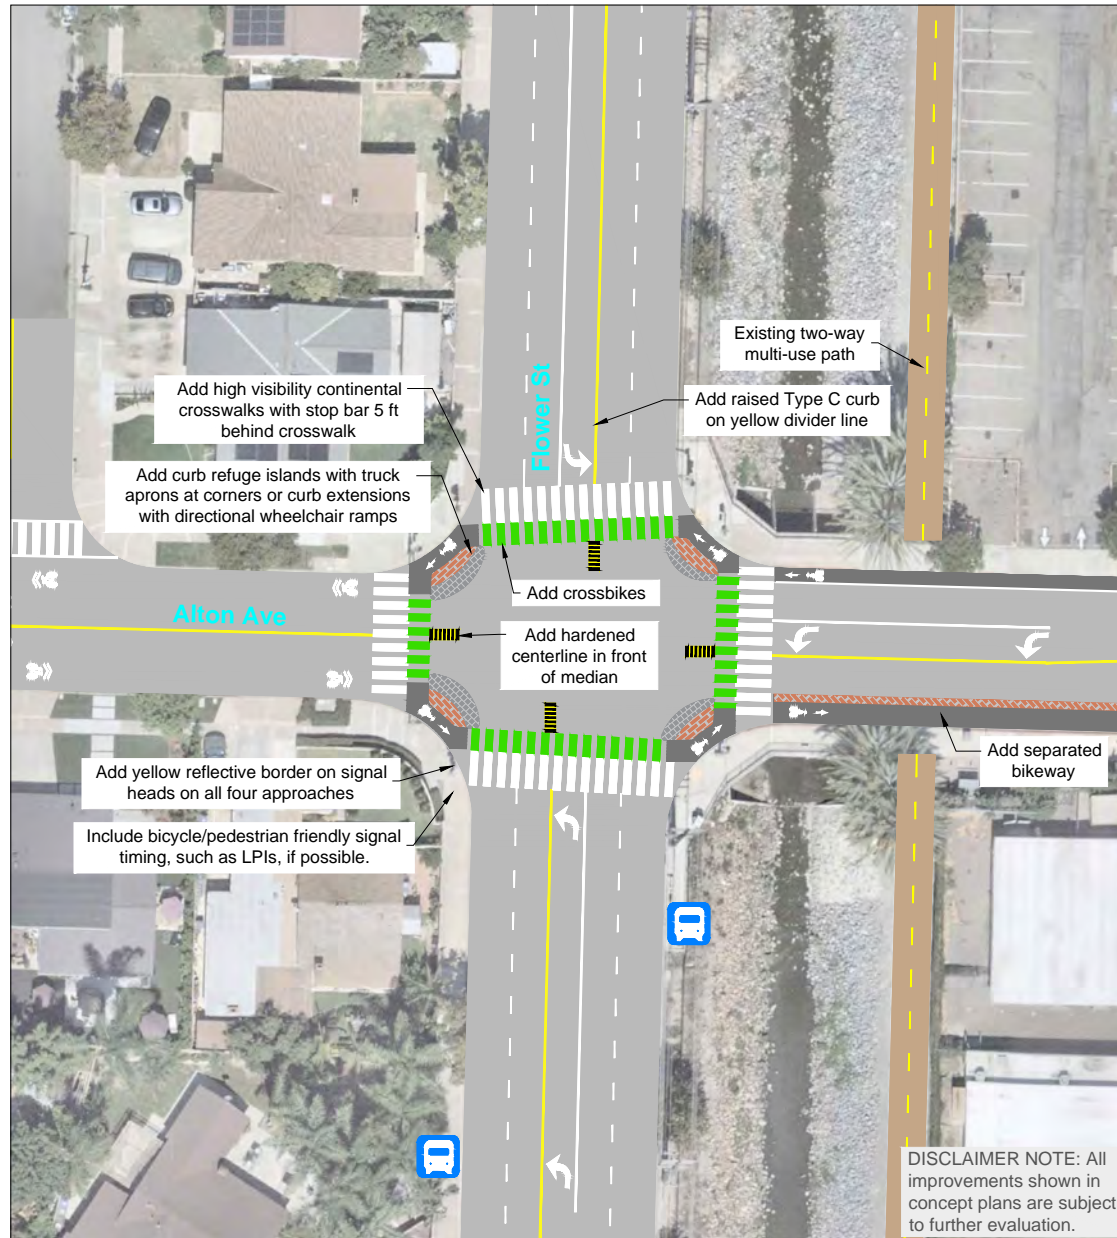 Existing two-way
multi-use path
Flower St
Add high visibility continental
crosswalks with stop bar 5 ft
behind crosswalk
Add raised Type C curb
on yellow divider line
Add curb refuge islands with truck
aprons at corners or curb extensions
with directional wheelchair ramps
Add crossbikes
Alton Ave
Add hardened
centerline in front
of median
Add separated
bikeway
Add yellow reflective border on signal
heads on all four approaches
Include bicycle/pedestrian friendly signal
timing, such as LPIs, if possible.
DISCLAIMER NOTE: All
improvements shown in
concept plans are subject
to further evaluation.